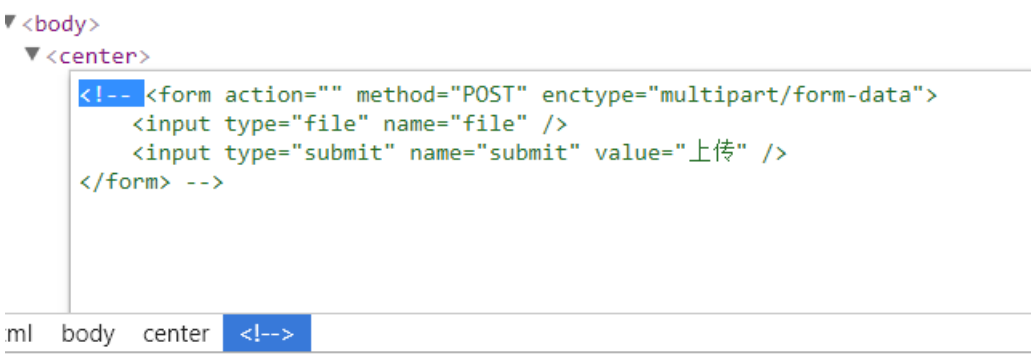 ▼<body>
▼<center>
<!-- <form action="" method="POST" enctype="multipart/form-data">
<input type="file" name="file" />
<input type="submit" name="submit" value="上传" />
</form> -->
ml body center <!-->